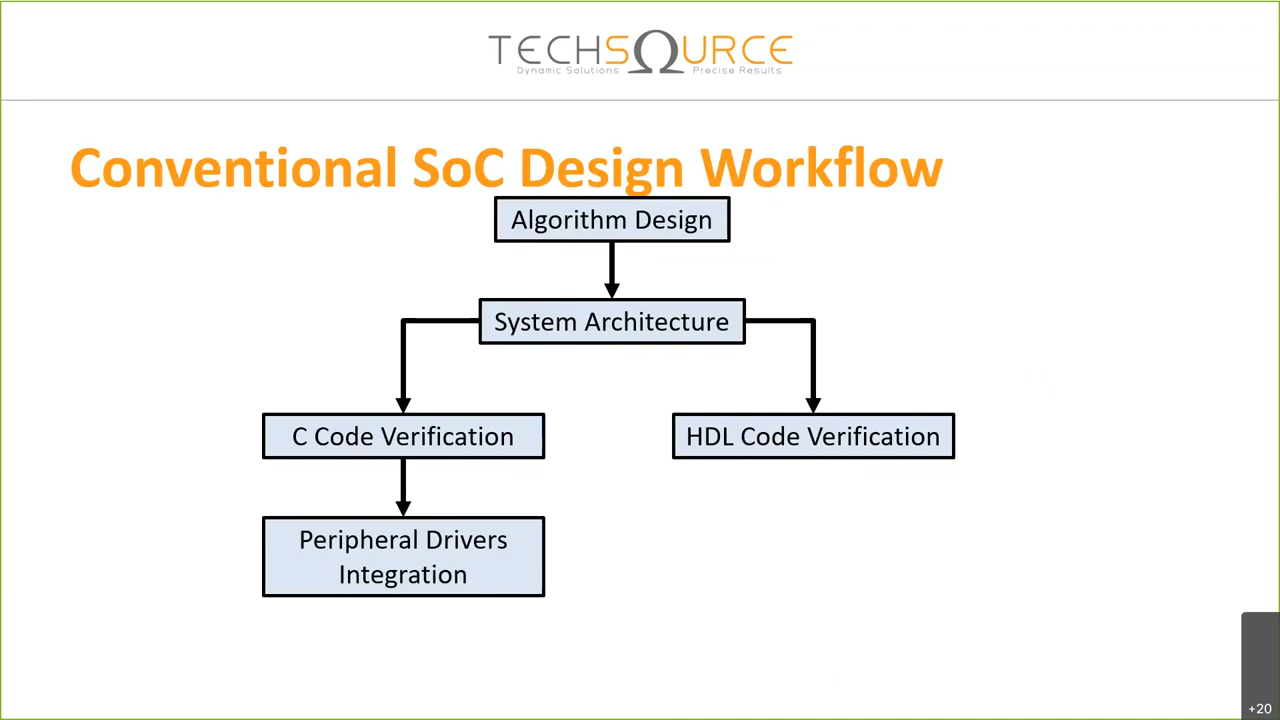 TECHSOURCE
Dynamic Solutions Precise Results
Conventional SoC Design Workflow
Algorithm Design
System Architecture
C Code Verification
HDL Code Verification
Peripheral Drivers
Integration
+20